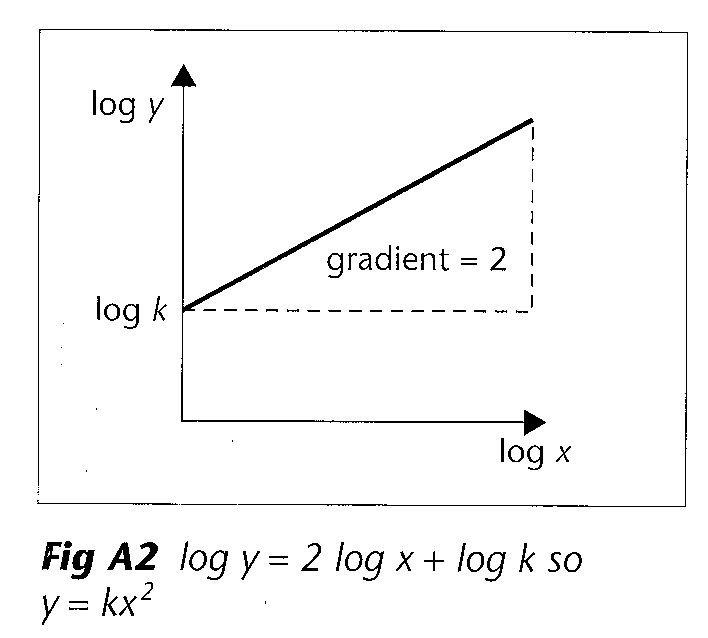 log y
gradient = 2
log k
log x
Fig A2 log y = 2 log x + log k so
y = kx²